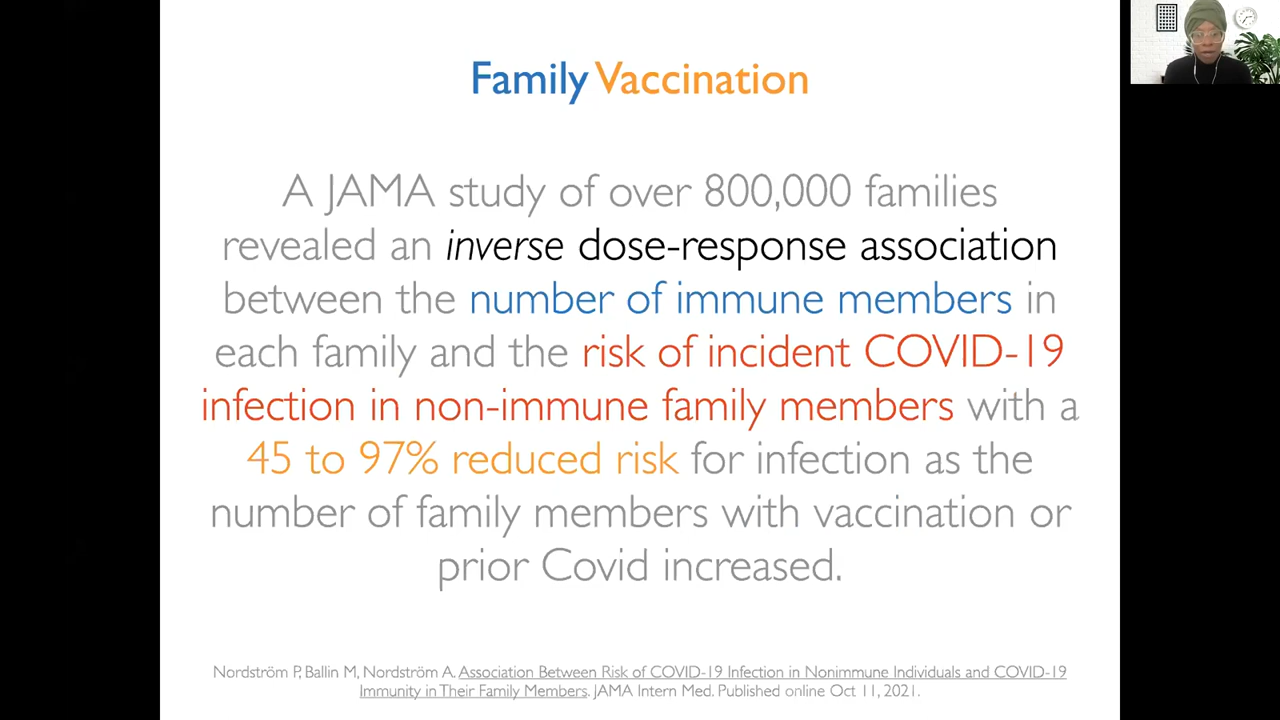 Family Vaccination
A JAMA study of over 800,000 families
revealed an inverse dose-response association
between the number of immune members in
each family and the risk of incident COVID-19
infection in non-immune family members with a
45 to 97% reduced risk for infection as the
number of family members with vaccination or
prior Covid increased.
Nordström P, Ballin M, Nordström A. Association Between Risk of COVID-19 Infection in Nonimmune Individuals and COVID-19
Immunity in Their Family Members. JAMA Intern Med. Published online Oct 11, 2021.